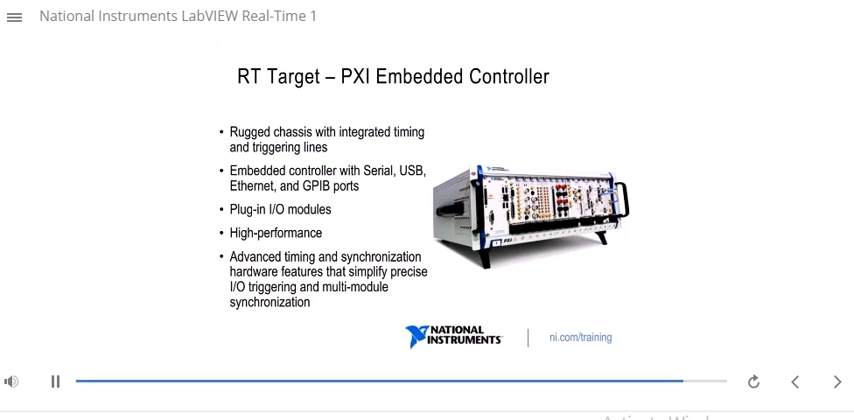 National Instruments LabVIEW Real-Time 1
RT Target – PXI Embedded Controller
• Rugged chassis with integrated timing
and triggering lines
• Embedded controller with Serial, USB,
Ethernet, and GPIB ports
• Plug-in I/O modules
• High-performance
• Advanced timing and synchronization
hardware features that simplify precise
I/O triggering and multi-module
synchronization
PXI
NATIONAL
INSTRUMENTS
ni.com/training